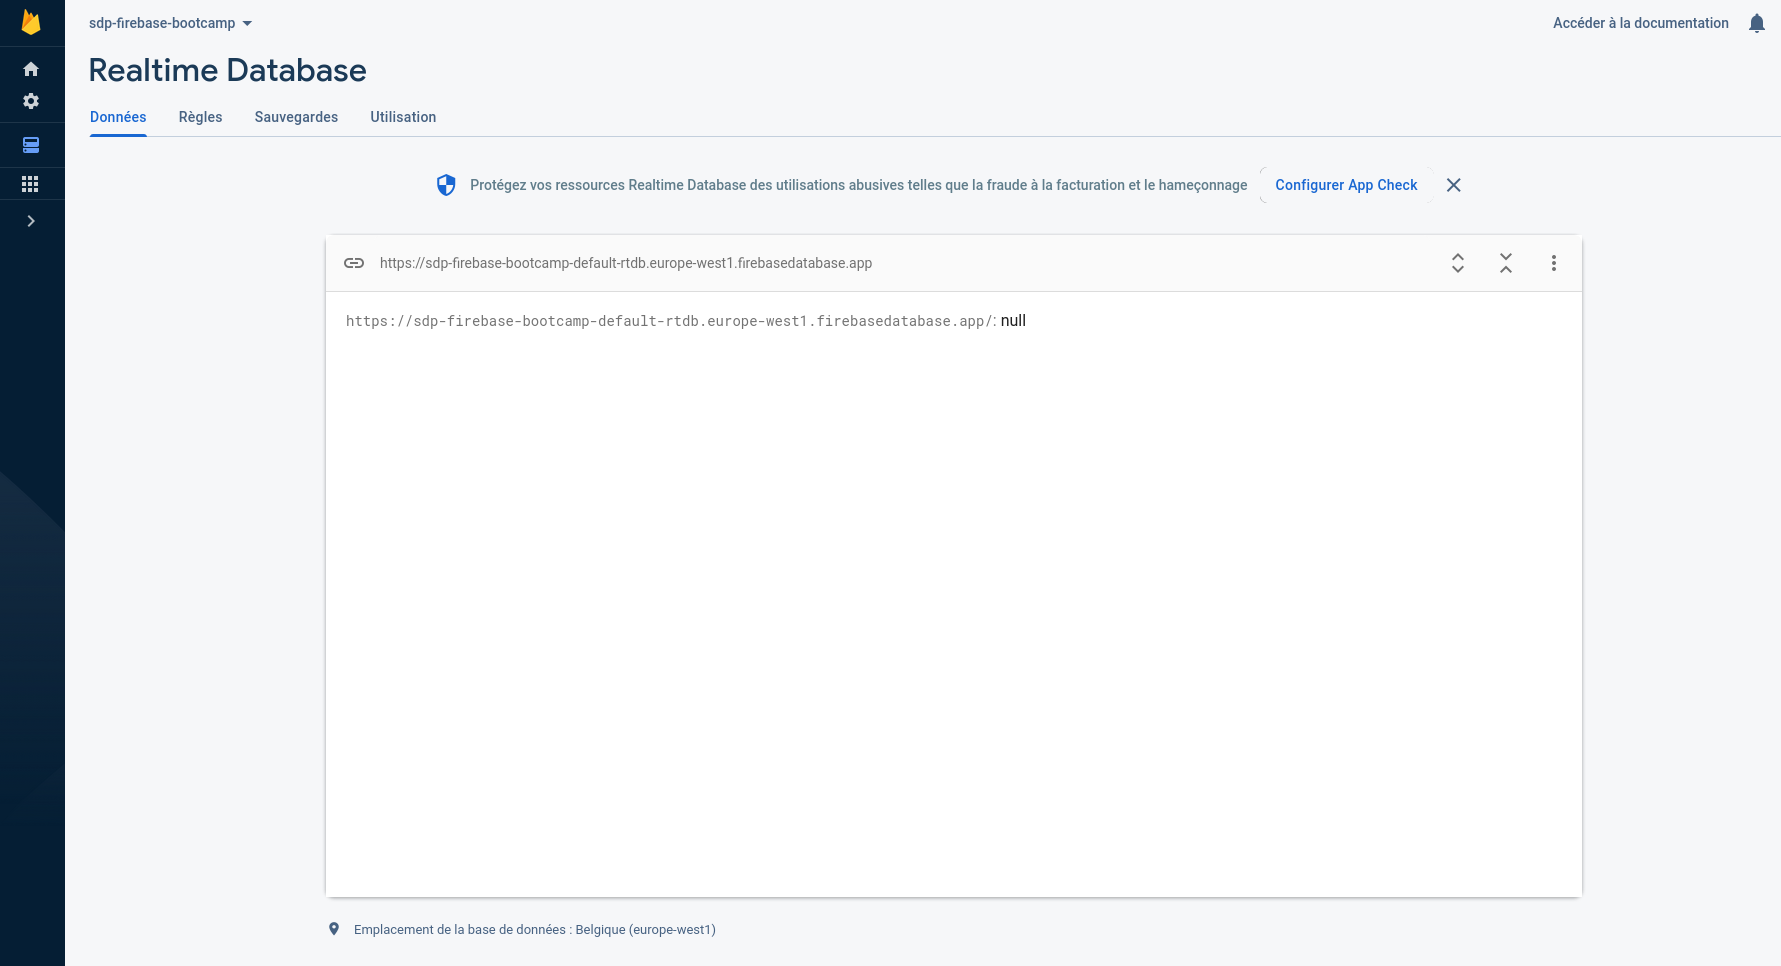 sdp-firebase-bootcamp
Accéder à la documentation
Realtime Database
Données Règles Sauvegardes Utilisation
Protégez vos ressources Realtime Database des utilisations abusives telles que la fraude à la facturation et le hameçonnage Configurer App Check
https://sdp-firebase-bootcamp-default-rtdb.europe-west1.firebasedatabase.app
https://sdp-firebase-bootcamp-default-rtdb.europe-west1.firebasedatabase.app/: null
Emplacement de la base de données : Belgique (europe-west1)